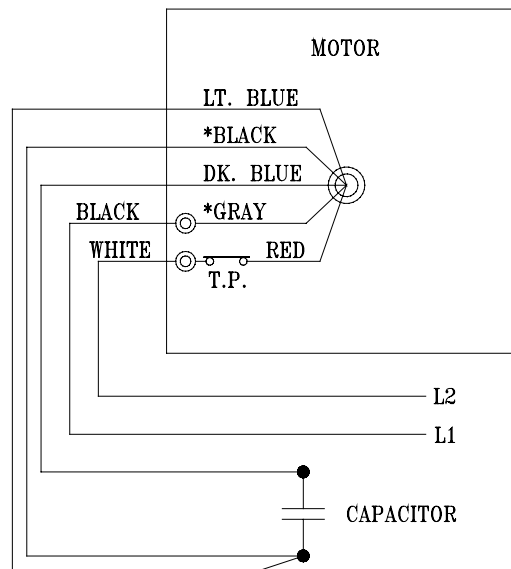 MOTOR
LT. BLUE
*BLACK
DK. BLUE
BLACK
*GRAY
WHITE
RED
T.P.
L2
L1
CAPACITOR